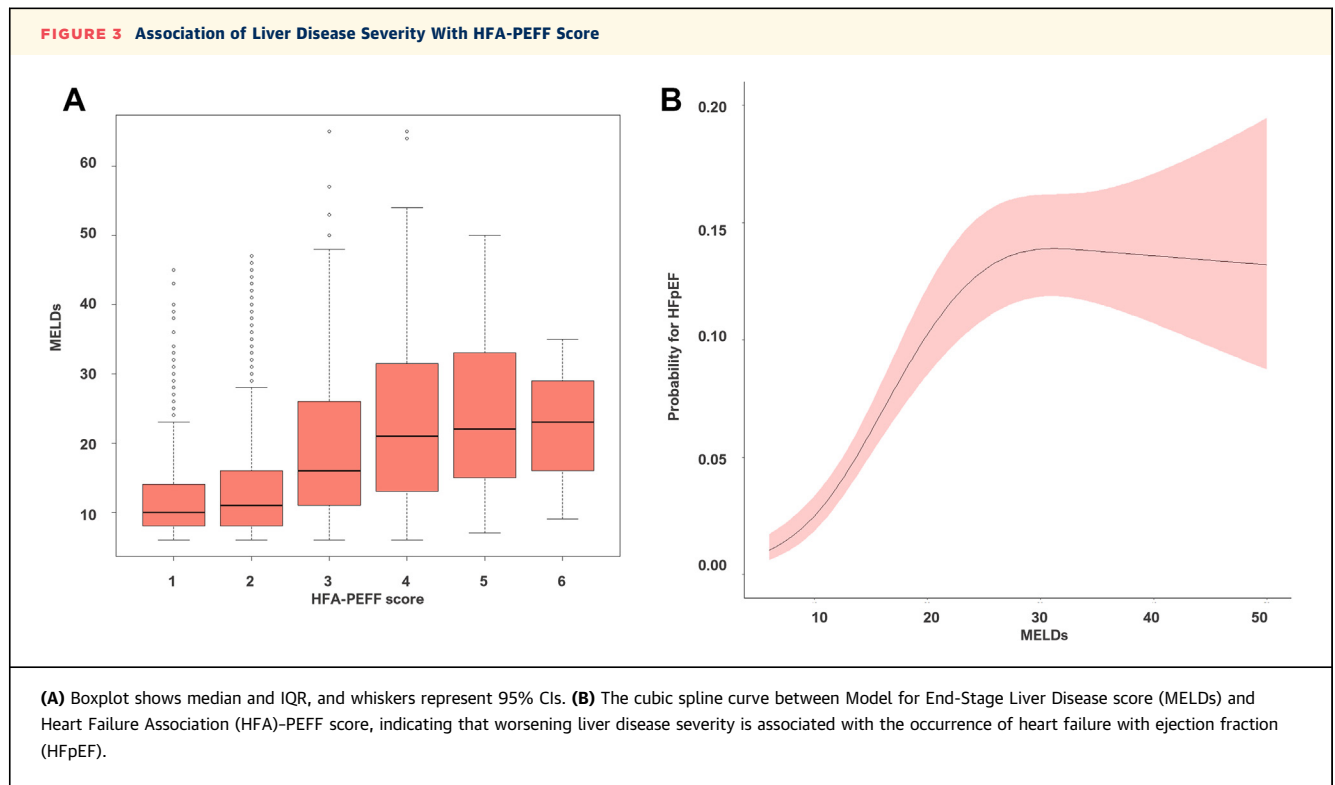 FIGURE 3 Association of Liver Disease Severity With HFA-PEFF Score
A
MELDs
60
50
40
30
20
10
1 2 3 4 5 6
HFA-PEFF score
B
Probability for HFpEF
0.20
0.15
0.10
0.05
0.00
10 20 30 40 50
MELDs
(A) Boxplot shows median and IQR, and whiskers represent 95% CIs. (B) The cubic spline curve between Model for End-Stage Liver Disease score (MELDs) and
Heart Failure Association (HFA)–PEFF score, indicating that worsening liver disease severity is associated with the occurrence of heart failure with ejection fraction
(HFpEF).